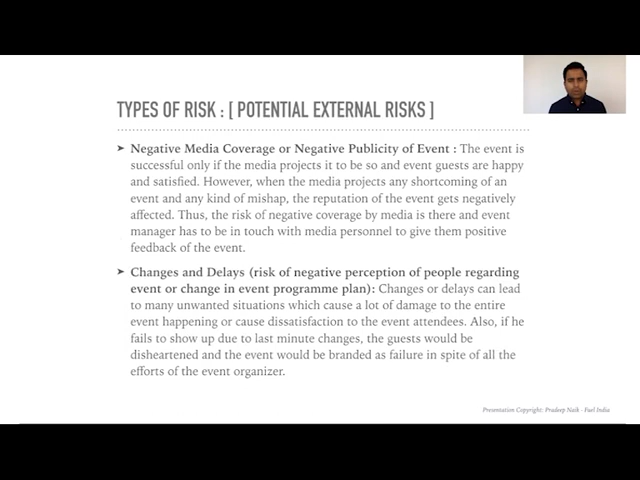 TYPES OF RISK : [ POTENTIAL EXTERNAL RISKS ]
➤ Negative Media Coverage or Negative Publicity of Event : The event is
successful only if the media projects it to be so and event guests are happy
and satisfied. However, when the media projects any shortcoming of an
event and any kind of mishap, the reputation of the event gets negatively
affected. Thus, the risk of negative coverage by media is there and event
manager has to be in touch with media personnel to give them positive
feedback of the event.
➤ Changes and Delays (risk of negative perception of people regarding
event or change in event programme plan): Changes or delays can lead
to many unwanted situations which cause a lot of damage to the entire
event happening or cause dissatisfaction to the event attendees. Also, if he
fails to show up due to last minute changes, the guests would be
disheartened and the event would be branded as failure in spite of all the
efforts of the event organizer.
Presentation Copyright: Pradeep Naik - Fuel India